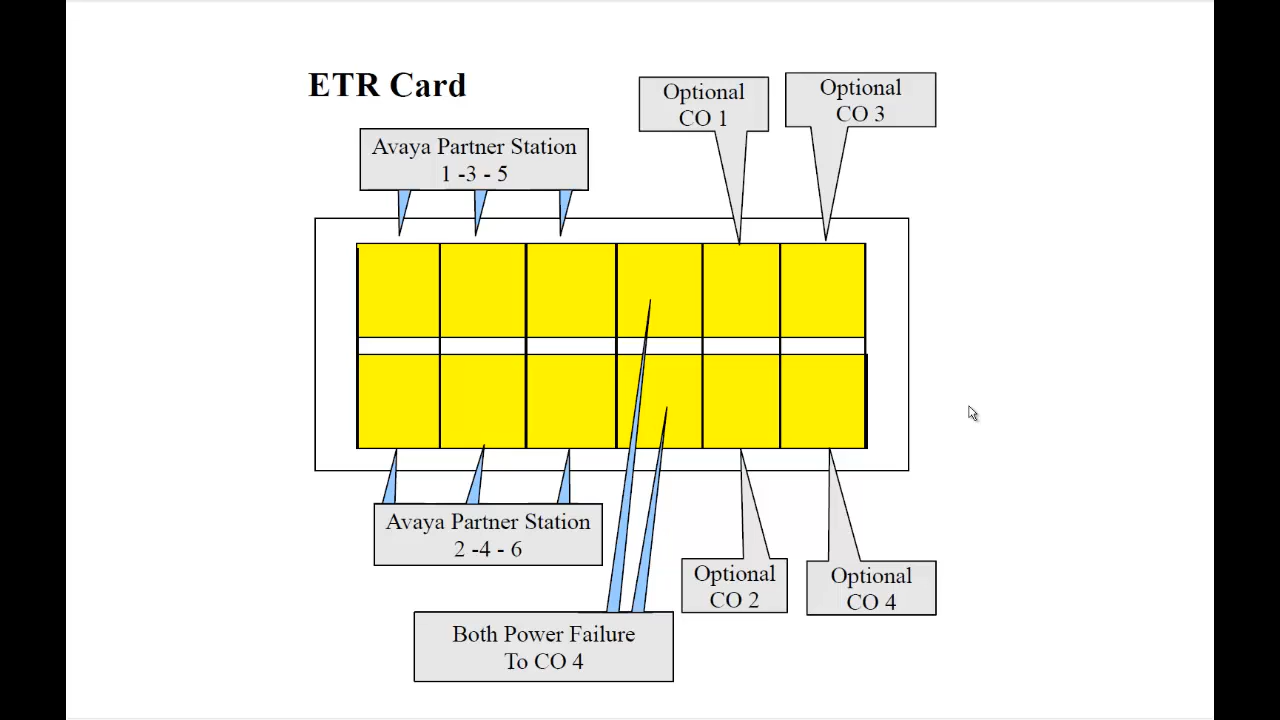 ETR Card
Optional
CO 1
Optional
CO 3
Avaya Partner Station
1 -3 - 5
Avaya Partner Station
2 -4 - 6
Optional
CO 2
Optional
CO 4
Both Power Failure
To CO 4